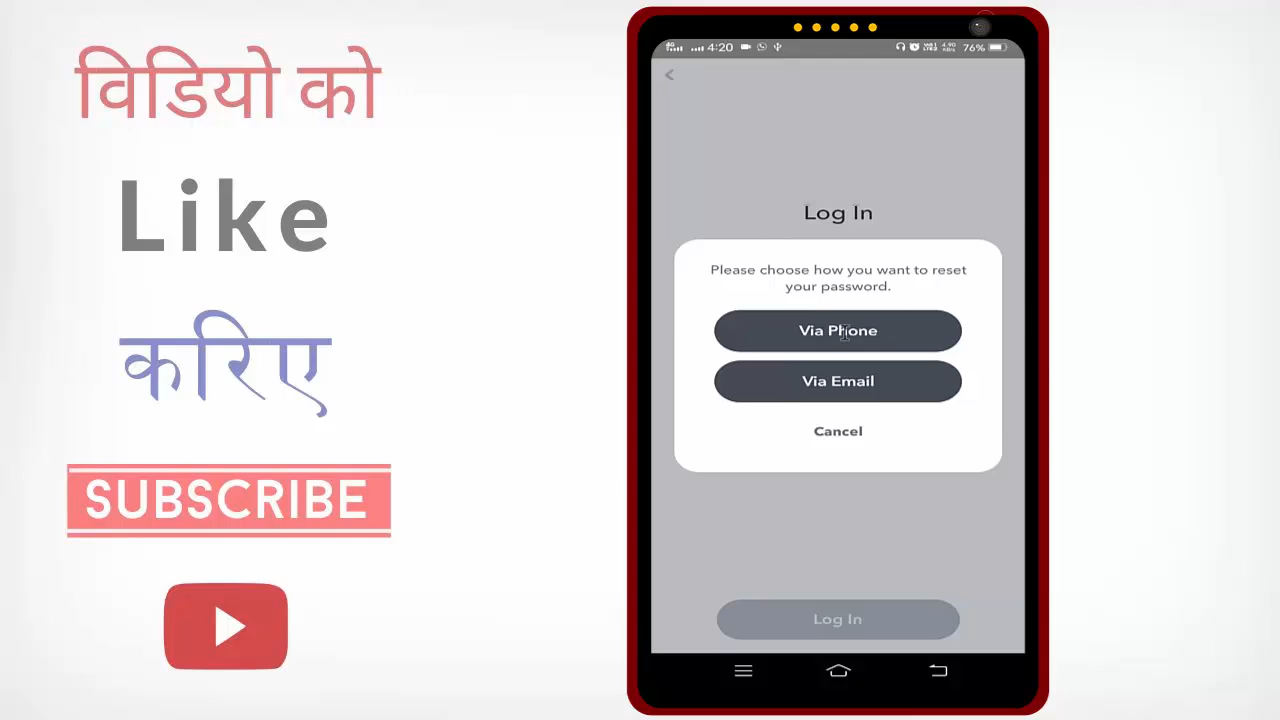 विडियो को
Like
करिए
SUBSCRIBE
4:20
76%
Log In
Please choose how you want to reset
your password.
Via Phone
Via Email
Cancel
Log In